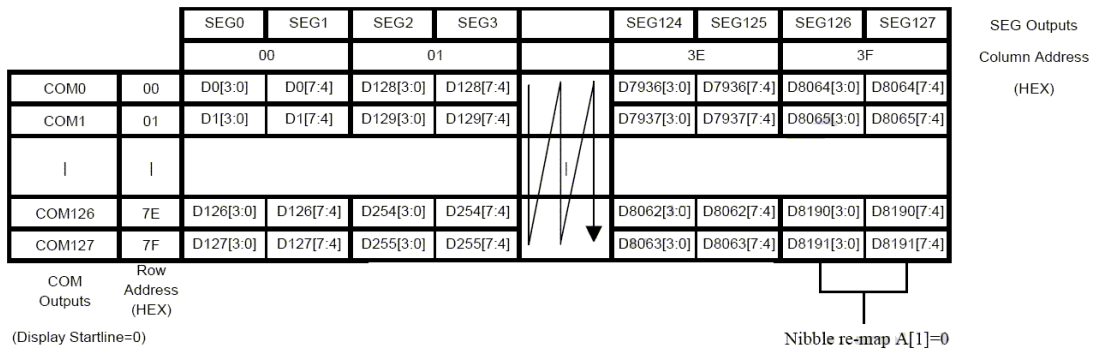 SEG0 SEG1 SEG2 SEG3 SEG124 SEG125 SEG126 SEG127 SEG Outputs
00 01 3E 3F Column Address
COM0 00 D0[3:0] D0[7:4] D128[3:0] D128[7:4] D7936[3:0] D7936[7:4] D8064[3:0] D8064[7:4] (HEX)
COM1 01 D1[3:0] D1[7:4] D129[3:0] D129[7:4] D7937[3:0] D7937[7:4] D8065[3:0] D8065[7:4]
| | |
COM126 7E D126[3:0] D126[7:4] D254[3:0] D254[7:4] D8062[3:0] D8062[7:4] D8190[3:0] D8190[7:4]
COM127 7F D127[3:0] D127[7:4] D255[3:0] D255[7:4] D8063[3:0] D8063[7:4] D8191[3:0] D8191[7:4]
COM
Outputs
Row
Address
(HEX)
(Display Startline=0)
Nibble re-map A[1]=0